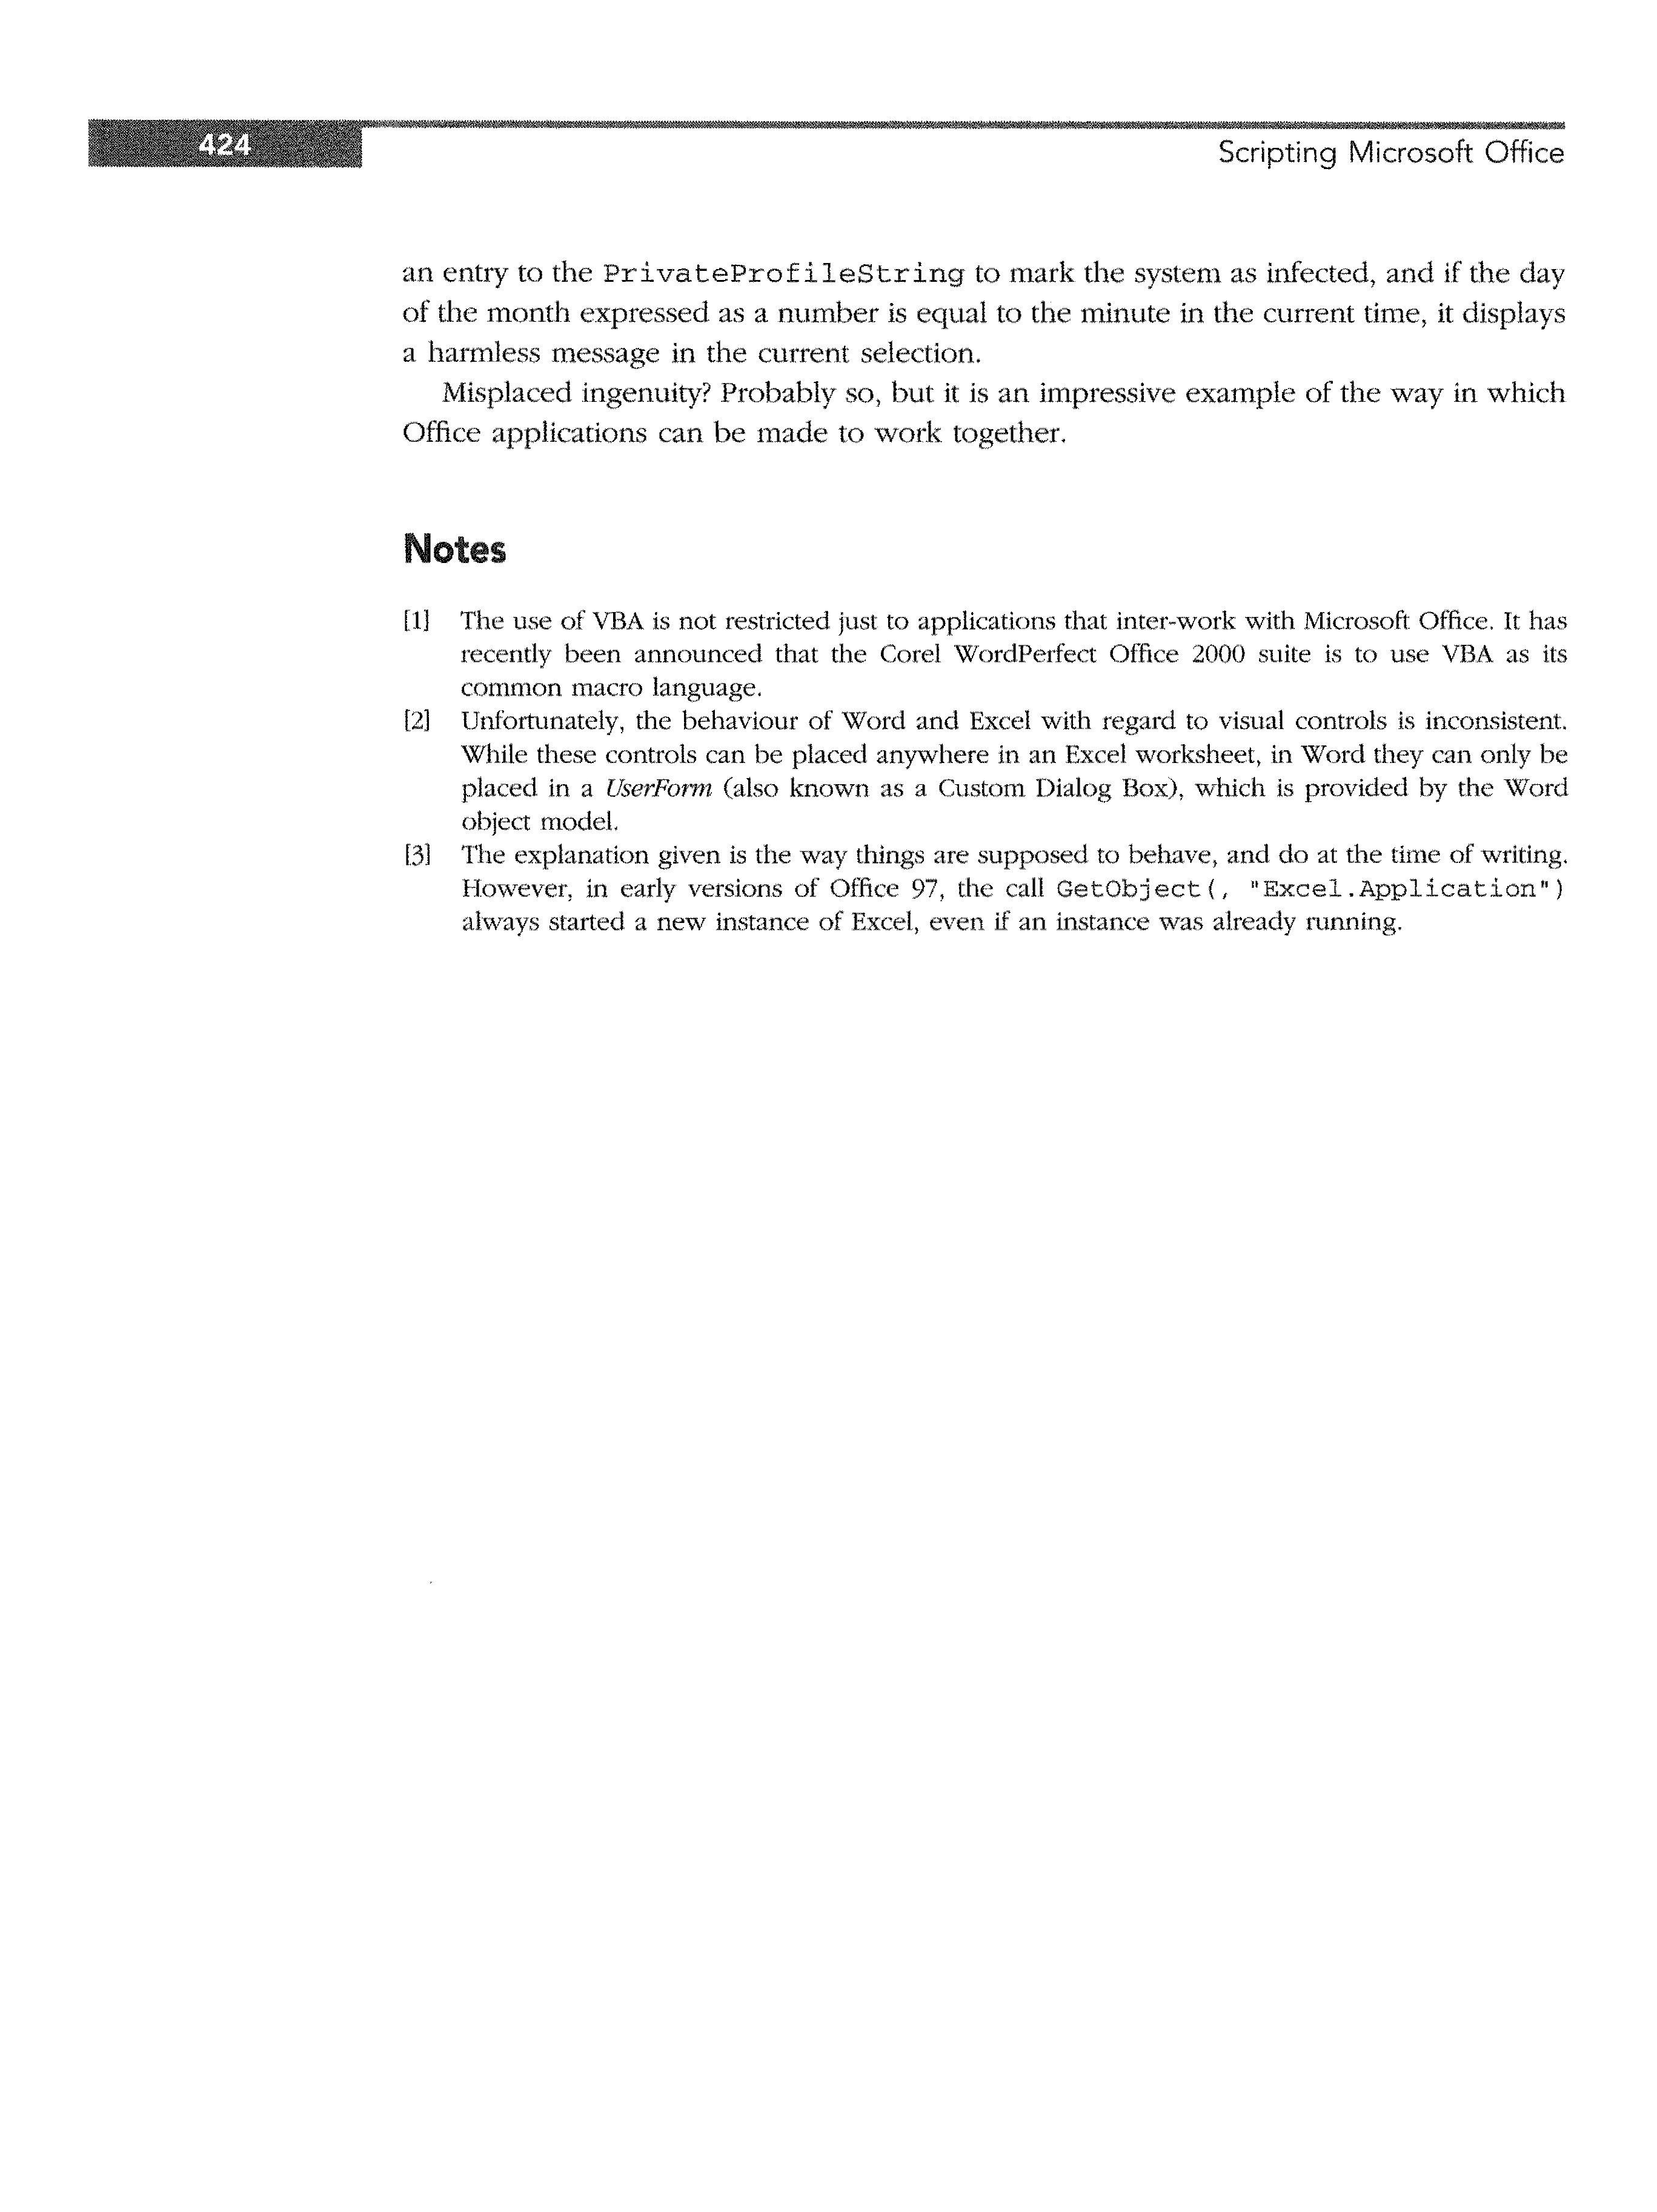 424
Scripting Microsoft Office
an entry to the PrivateProfileString to mark the system as infected, and if the day
of the month expressed as a number is equal to the minute in the current time, it displays
a harmless message in the current selection.
Misplaced ingenuity? Probably so, but it is an impressive example of the way in which
Office applications can be made to work together.
Notes
[1] The use of VBA is not restricted just to applications that inter-work with Microsoft Office. It has
recently been announced that the Corel WordPerfect Office 2000 suite is to use VBA as its
common macro language.
[2] Unfortunately, the behaviour of Word and Excel with regard to visual controls is inconsistent.
While these controls can be placed anywhere in an Excel worksheet, in Word they can only be
placed in a UserForm (also known as a Custom Dialog Box), which is provided by the Word
object model.
[3] The explanation given is the way things are supposed to behave, and do at the time of writing.
However, in early versions of Office 97, the call GetObject(, "Excel.Application")
always started a new instance of Excel, even if an instance was already running.